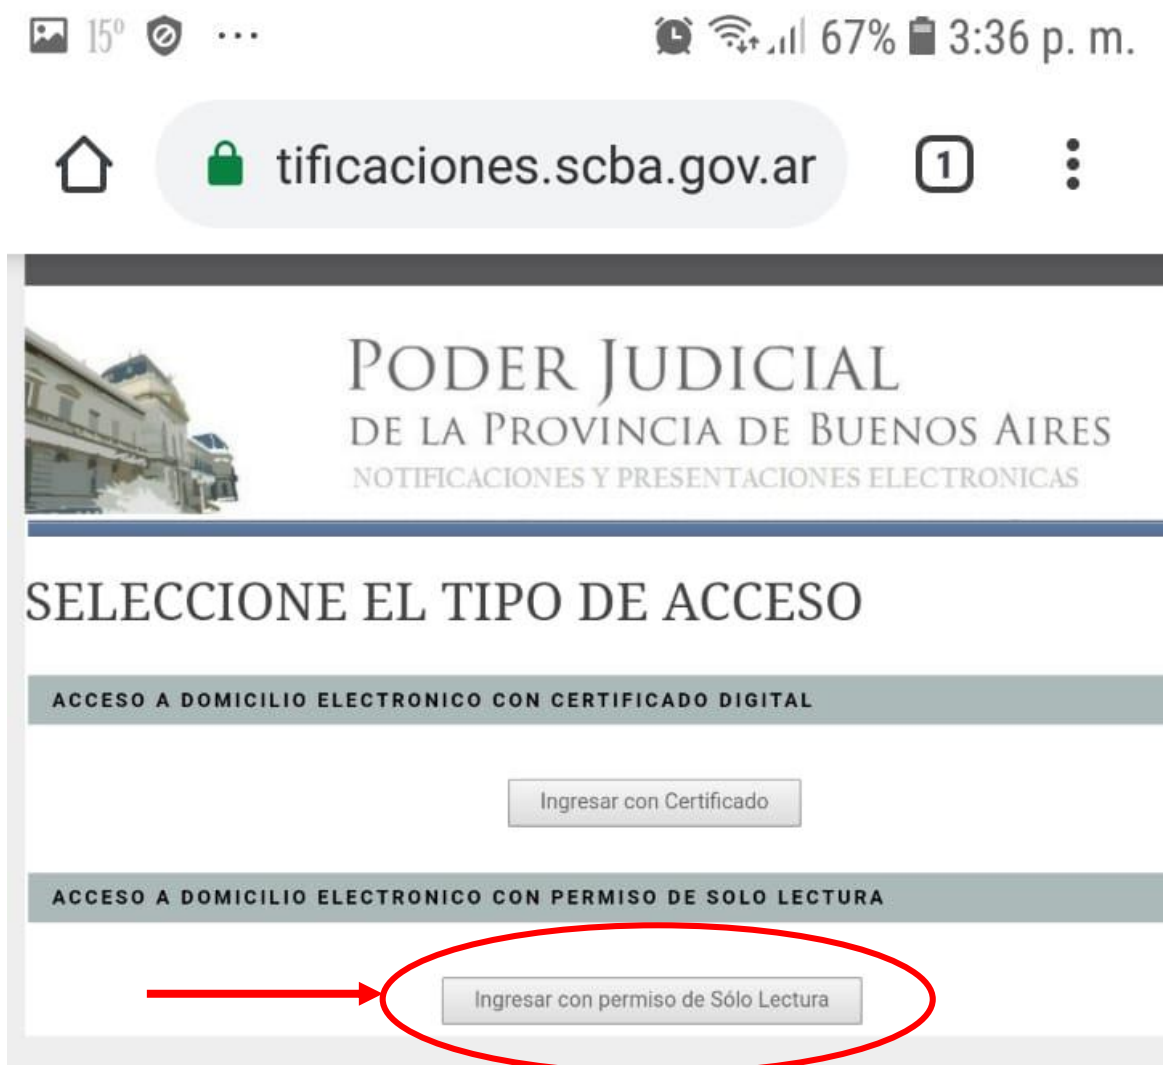 15° ... 67% 3:36 p. m.
tificaciones.scba.gov.ar 1
PODER JUDICIAL
DE LA PROVINCIA DE BUENOS AIRES
NOTIFICACIONES Y PRESENTACIONES ELECTRONICAS
SELECCIONE EL TIPO DE ACCESO
ACCESO A DOMICILIO ELECTRONICO CON CERTIFICADO DIGITAL
Ingresar con Certificado
ACCESO A DOMICILIO ELECTRONICO CON PERMISO DE SOLO LECTURA
Ingresar con permiso de Sólo Lectura